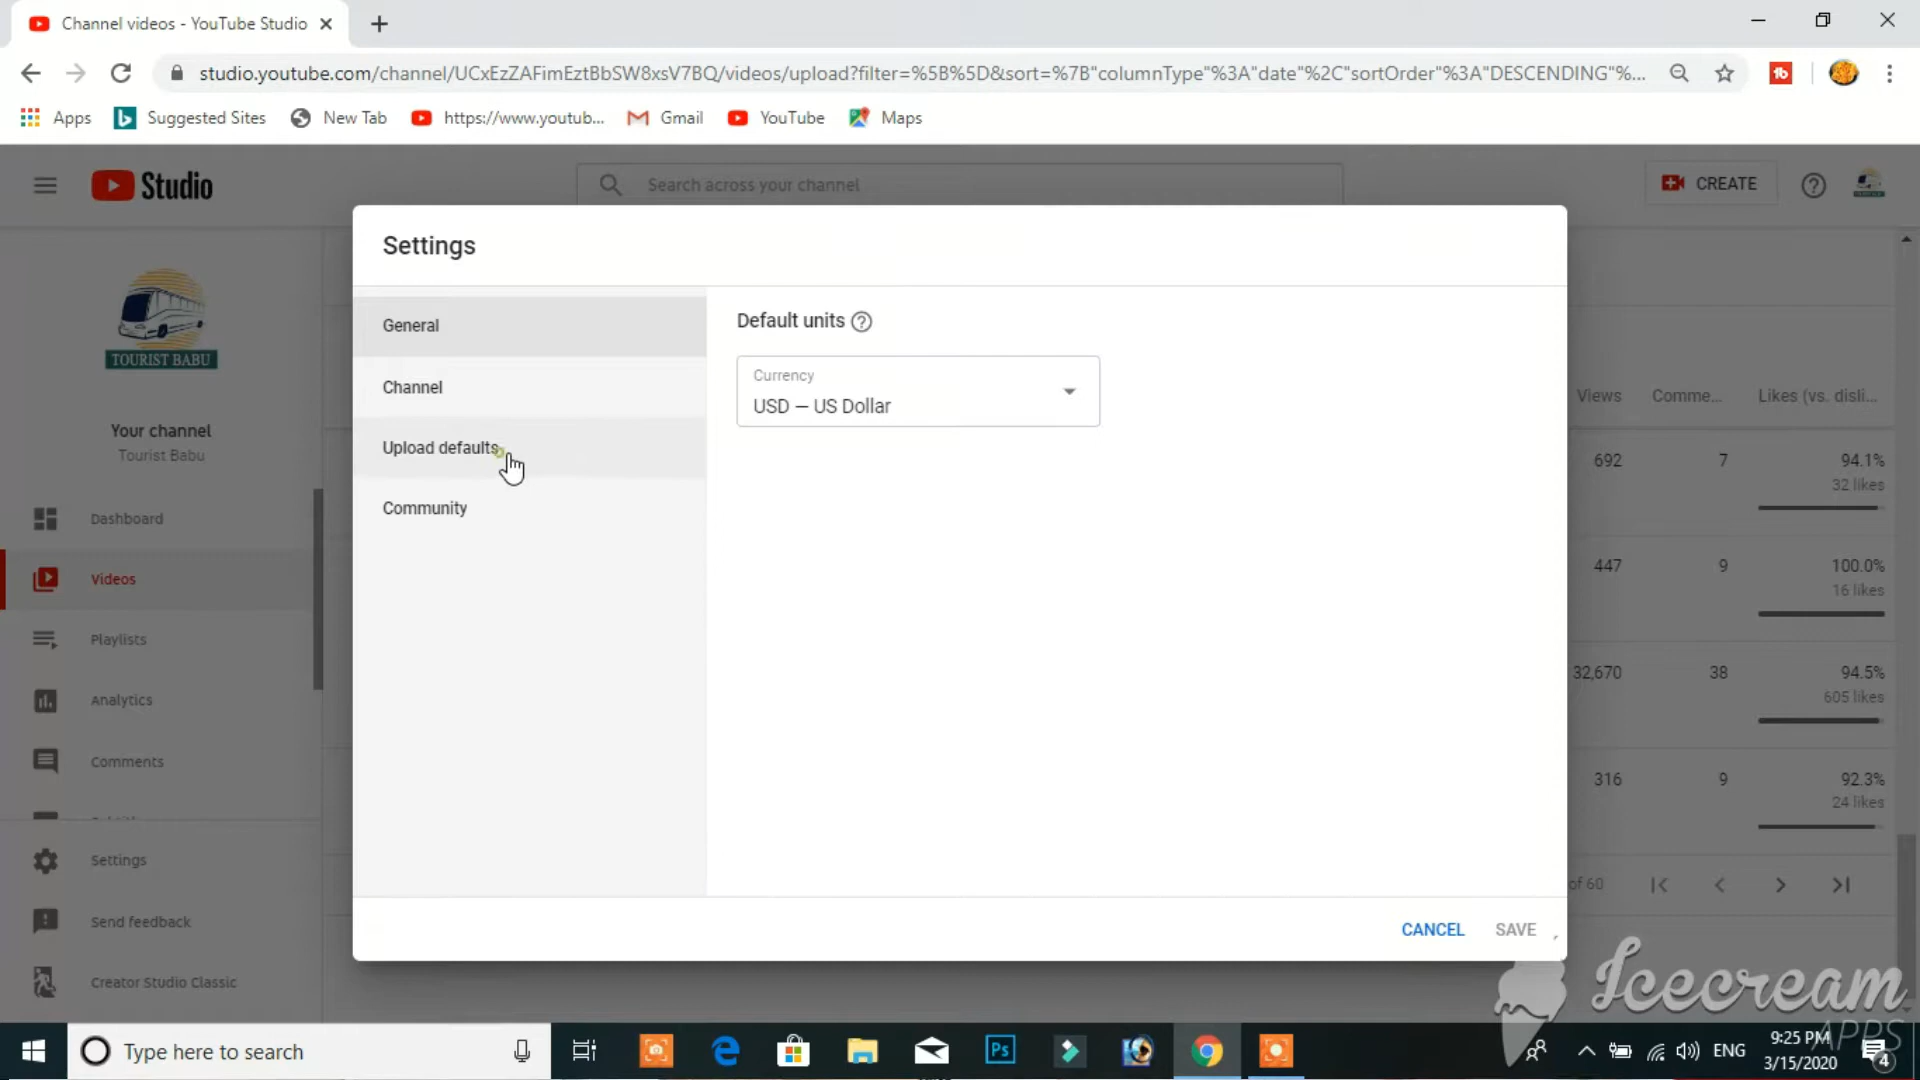 Channel videos - YouTube Studio
studio.youtube.com/channel/UCxEzZAFimEztBbSW8xsV7BQ/videos/upload?filter=%5B%5D&sort=%7B"columnType"%3A"date"%2C"sortOrder"%3A"DESCENDING"%...
Apps Suggested Sites New Tab https://www.youtub... Gmail YouTube Maps
Studio
Search across your channel
CREATE
Settings
General
Channel
Upload defaults
Community
Default units
Currency
USD — US Dollar
CANCEL SAVE
TOURIST BABU
Your channel
Tourist Babu
Dashboard
Videos
Playlists
Analytics
Comments
Settings
Send feedback
Creator Studio Classic
Views Comme... Likes (vs. disli...
692 7 94.1%
32 likes
447 9 100.0%
16 likes
32,670 38 94.5%
605 likes
316 9 92.3%
24 likes
of 60
Icecream
APPS
Type here to search
Ps
ENG
9:25 PM
3/15/2020
4